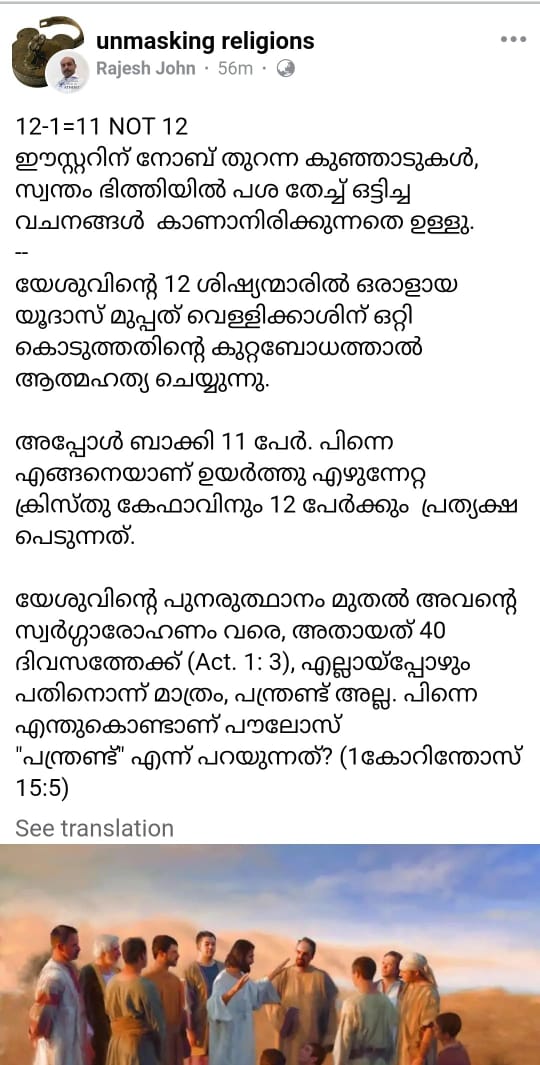 unmasking religions
Rajesh John · 56m ·
12-1=11 NOT 12
ഈസ്റ്ററിന് നോബ് തുറന്ന കുഞ്ഞാടുകൾ,
സ്വന്തം ഭിത്തിയിൽ പശ തേച്ച് ഒട്ടിച്ച
വചനങ്ങൾ കാണാനിരിക്കുന്നതെ ഉള്ളു.
--
യേശുവിന്റെ 12 ശിഷ്യന്മാരിൽ ഒരാളായ
യൂദാസ് മുപ്പത് വെള്ളിക്കാശിന് ഒറ്റി
കൊടുത്തതിന്റെ കുറ്റബോധത്താൽ
ആത്മഹത്യ ചെയ്യുന്നു.
അപ്പോൾ ബാക്കി 11 പേർ. പിന്നെ
എങ്ങനെയാണ് ഉയർത്തു എഴുന്നേറ്റ
ക്രിസ്തു കേഫാവിനും 12 പേർക്കും പ്രത്യക്ഷ
പെടുന്നത്.
യേശുവിന്റെ പുനരുത്ഥാനം മുതൽ അവന്റെ
സ്വർഗ്ഗാരോഹണം വരെ, അതായത് 40
ദിവസത്തേക്ക് (Act. 1: 3), എല്ലായ്പ്പോഴും
പതിനൊന്ന് മാത്രം, പന്ത്രണ്ട് അല്ല. പിന്നെ
എന്തുകൊണ്ടാണ് പൗലോസ്
"പന്ത്രണ്ട്" എന്ന് പറയുന്നത്? (1കോറിന്തോസ്
15:5)
See translation